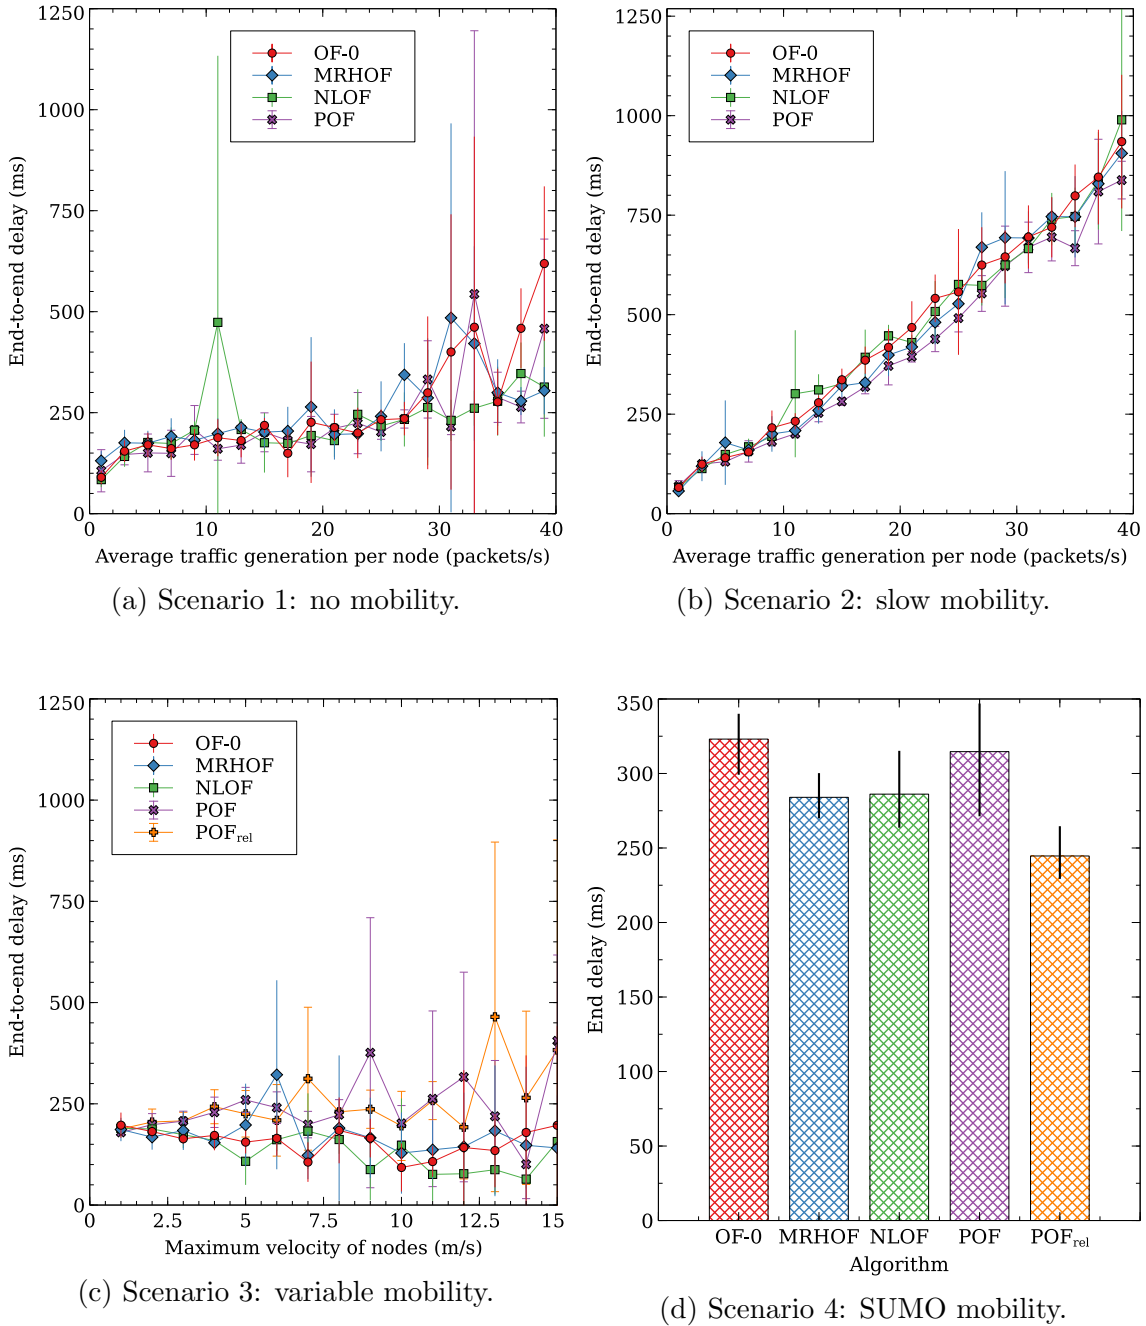 1250
1000
750
500
250
0
End-to-end delay (ms)
OF-0
MRHOF
NLOF
POF
0 10 20 30 40
Average traffic generation per node (packets/s)
(a) Scenario 1: no mobility.
1250
1000
750
500
250
0
End-to-end delay (ms)
OF-0
MRHOF
NLOF
POF
0 10 20 30 40
Average traffic generation per node (packets/s)
(b) Scenario 2: slow mobility.
1250
1000
750
500
250
0
End-to-end delay (ms)
OF-0
MRHOF
NLOF
POF
POFrel
0 2.5 5 7.5 10 12.5 15
Maximum velocity of nodes (m/s)
(c) Scenario 3: variable mobility.
350
300
250
200
150
100
50
0
End delay (ms)
OF-0 MRHOF NLOF POF POFrel
Algorithm
(d) Scenario 4: SUMO mobility.